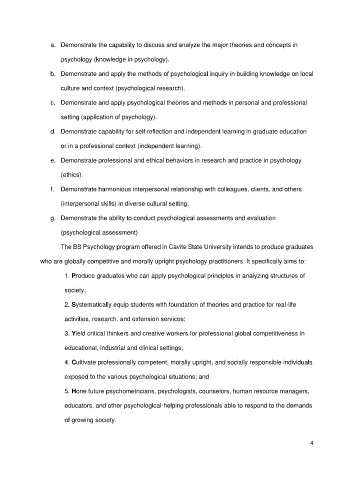 a. Demonstrate the capability to discuss and analyze the major theories and concepts in
psychology (knowledge in psychology).
b. Demonstrate and apply the methods of psychological inquiry in building knowledge on local
culture and context (psychological research).
c. Demonstrate and apply psychological theories and methods in personal and professional
setting (application of psychology).
d. Demonstrate capability for self reflection and independent learning in graduate education
or in a professional context (independent learning).
e. Demonstrate professional and ethical behaviors in research and practice in psychology
(ethics).
f. Demonstrate harmonious interpersonal relationship with colleagues, clients, and others
(interpersonal skills) in diverse cultural setting.
g. Demonstrate the ability to conduct psychological assessments and evaluation
(psychological assessment)
The BS Psychology program offered in Cavite State University intends to produce graduates
who are globally competitive and morally upright psychology practitioners. It specifically aims to:
1. Produce graduates who can apply psychological principles in analyzing structures of
society;
2. Systematically equip students with foundation of theories and practice for real-life
activities, research, and extension services;
3. Yield critical thinkers and creative workers for professional global competitiveness in
educational, industrial and clinical settings;
4. Cultivate professionally competent, morally upright, and socially responsible individuals
exposed to the various psychological situations; and
5. Hone future psychometricians, psychologists, counselors, human resource managers,
educators, and other psychological-helping professionals able to respond to the demands
of growing society.
4